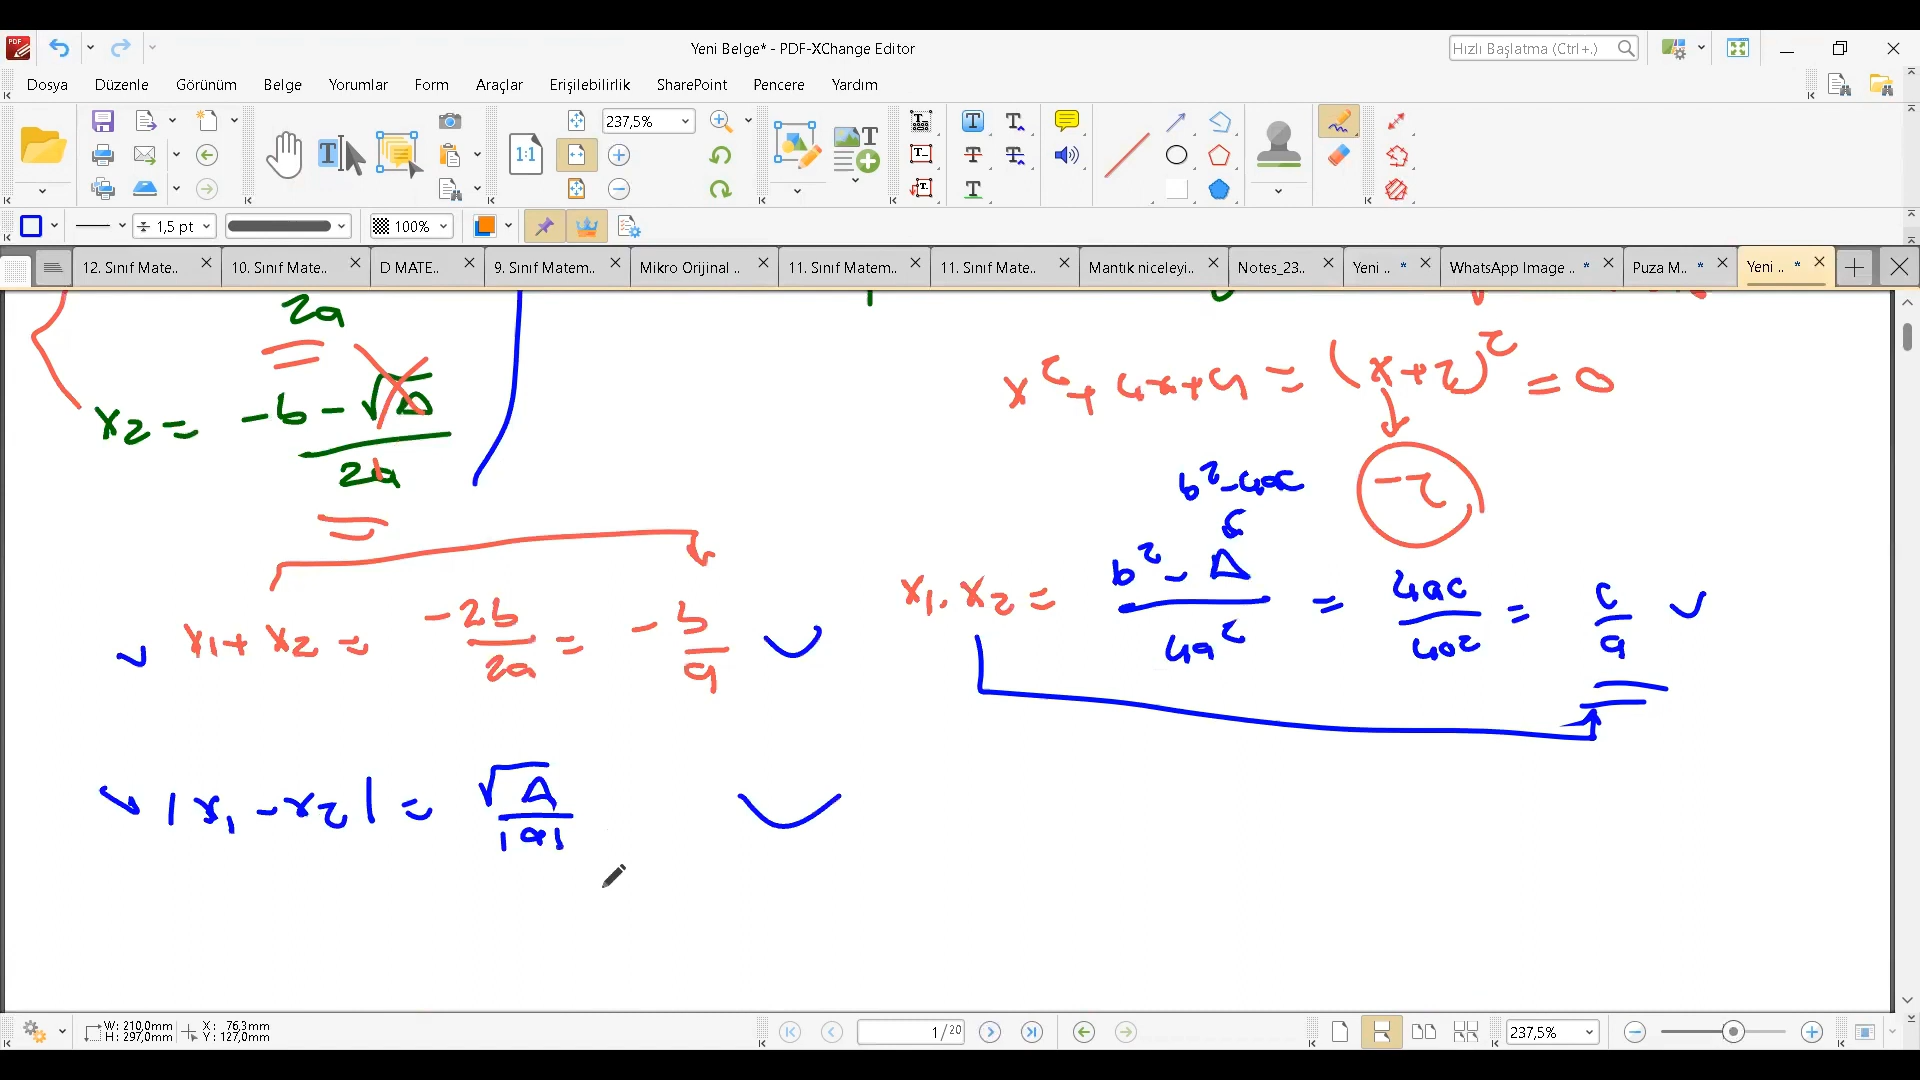 Yeni Belge* - PDF-XChange Editor
Hızlı Başlatma (Ctrl+.)
Dosya Düzenle Görünüm Belge Yorumlar Form Araçlar Erişilebilirlik SharePoint Pencere Yardım
237,5%
1:1
1,5 pt 100%
12. Sınıf Mate.. 10. Sınıf Mate.. D MATE.. 9. Sınıf Matem.. Mikro Orijinal .. 11. Sınıf Matem.. 11. Sınıf Mate.. Mantık niceleyi.. Notes_23.. Yeni .. * WhatsApp Image .. * Puza M.. * Yeni .. *
2a
x² + 4x + 4 = (x+2)² = 0
x₂ = (-b - √Δ) / 2a
-2
b² - 4ac
x₁ + x₂ = -2b / 2a = -b / a
x₁ . x₂ = (b² - Δ) / 4a² = 4ac / 4a² = c / a
|x₁ - x₂| = √Δ / |a|
W: 210,0mm
H: 297,0mm
X: 76,3mm
Y: 127,0mm
1 / 20
237,5%